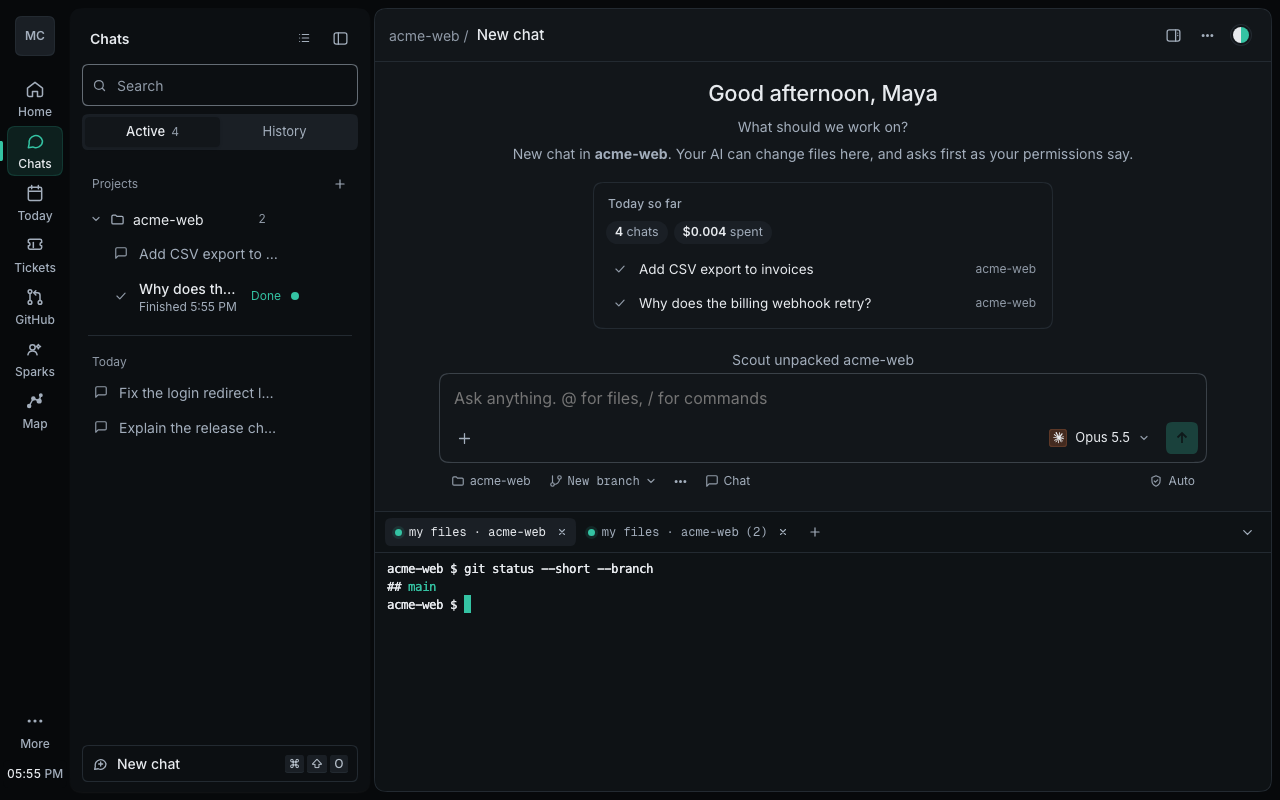 MC
Home
Chats
Today
Tickets
GitHub
Sparks
Map
More
05:55 PM
Chats
Search
Active 4
History
Projects
acme-web 2
Add CSV export to ...
Why does th... Done
Finished 5:55 PM
Today
Fix the login redirect l...
Explain the release ch...
New chat ⌘ ⇧ O
acme-web / New chat
Good afternoon, Maya
What should we work on?
New chat in acme-web. Your AI can change files here, and asks first as your permissions say.
Today so far
4 chats $0.004 spent
Add CSV export to invoices acme-web
Why does the billing webhook retry? acme-web
Scout unpacked acme-web
Ask anything. @ for files, / for commands
Opus 5.5
acme-web New branch Chat Auto
my files · acme-web × my files · acme-web (2) ×
acme-web $ git status --short --branch
## main
acme-web $